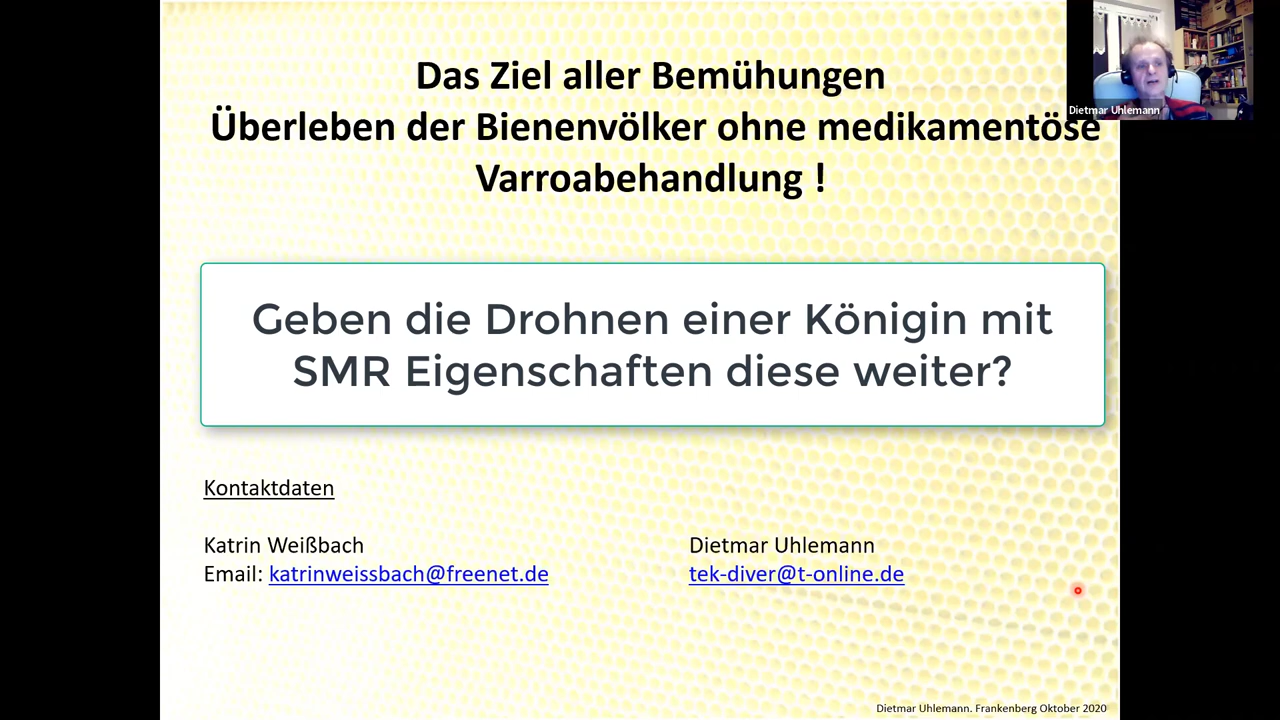 Das Ziel aller Bemühungen
Überleben der Bienenvölker ohne medikamentöse
Varroabehandlung !
Dietmar Uhlemann
Geben die Drohnen einer Königin mit
SMR Eigenschaften diese weiter?
Kontaktdaten
Katrin Weißbach
Email: katrinweissbach@freenet.de
Dietmar Uhlemann
tek-diver@t-online.de
Dietmar Uhlemann. Frankenberg Oktober 2020